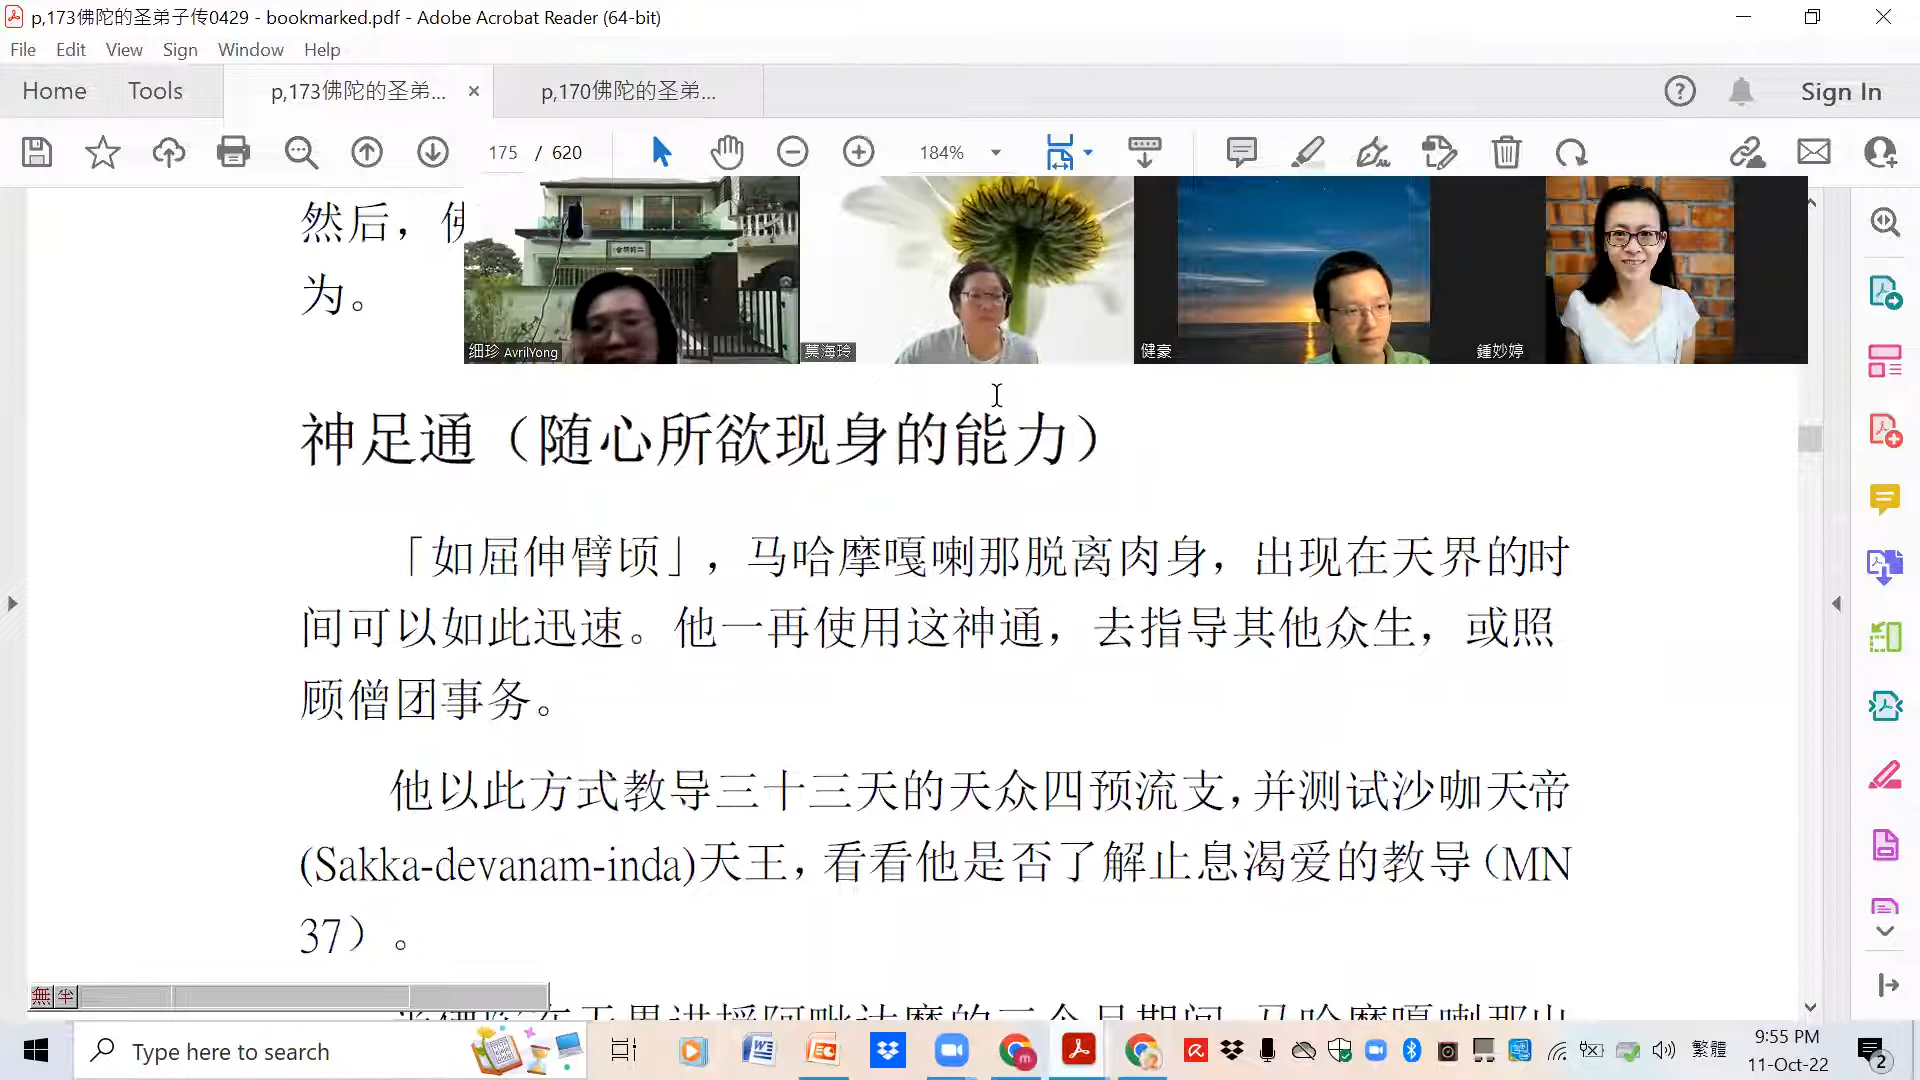 p,173佛陀的圣弟子传0429 - bookmarked.pdf - Adobe Acrobat Reader (64-bit)
File Edit View Sign Window Help
Home Tools p,173佛陀的圣弟... × p,170佛陀的圣弟... Sign In
175 / 620 184%
然后，佛
为。
细珍 AvrilYong
莫海玲
健豪
鍾妙婷
神足通（随心所欲现身的能力）
「如屈伸臂顷」，马哈摩嘎喇那脱离肉身，出现在天界的时
间可以如此迅速。他一再使用这神通，去指导其他众生，或照
顾僧团事务。
他以此方式教导三十三天的天众四预流支，并测试沙咖天帝
(Sakka-devanam-inda)天王，看看他是否了解止息渴爱的教导（MN
37）。
無 半
Type here to search
繁體
9:55 PM
11-Oct-22
2